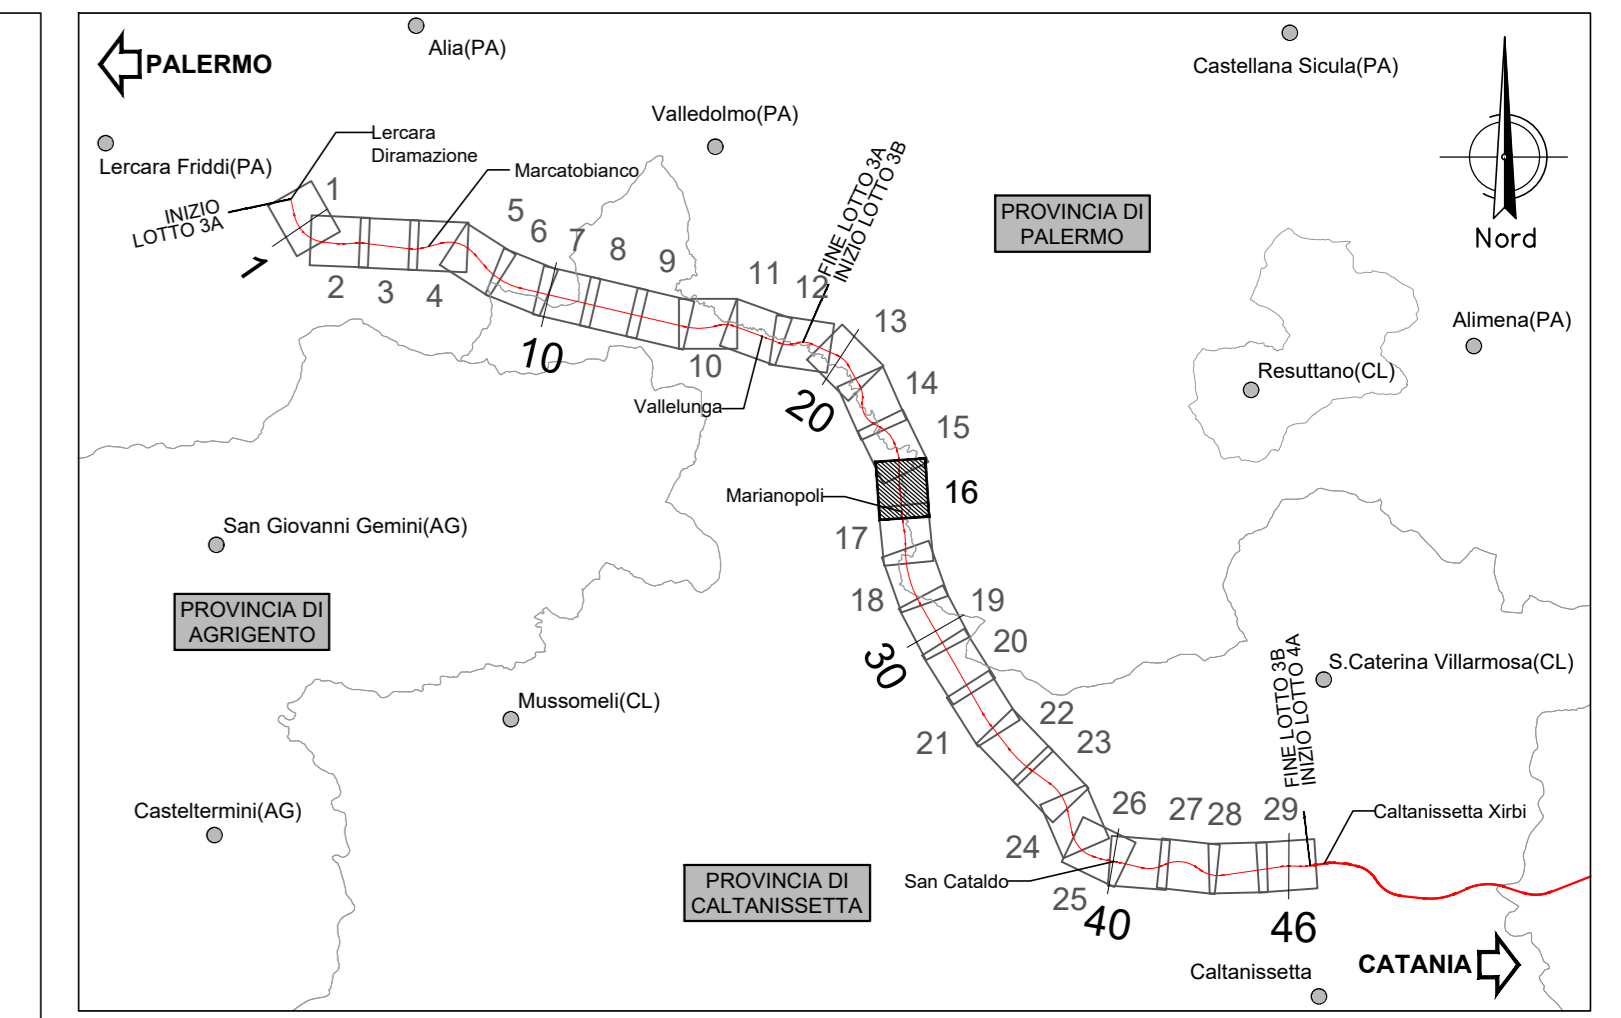 Alia(PA)
PALERMO
Castellana Sicula(PA)
Valledolmo(PA)
Lercara
Diramazione
Lercara Friddi(PA)
Marcatobianco
INIZIO
LOTTO 3A
1
1
2
3
4
5
6
7
8
9
10
10
11
12
FINE LOTTO 3A
INIZIO LOTTO 3B
PROVINCIA DI
PALERMO
Nord
13
Alimena(PA)
Resuttano(CL)
14
Vallelunga
20
15
Marianopoli
16
San Giovanni Gemini(AG)
17
PROVINCIA DI
AGRIGENTO
18
19
20
30
S.Caterina Villarmosa(CL)
FINE LOTTO 3B
INIZIO LOTTO 4A
Mussomeli(CL)
21
22
23
Casteltermini(AG)
24
25
26
27
28
29
Caltanissetta Xirbi
San Cataldo
PROVINCIA DI
CALTANISSETTA
40
46
CATANIA
Caltanissetta